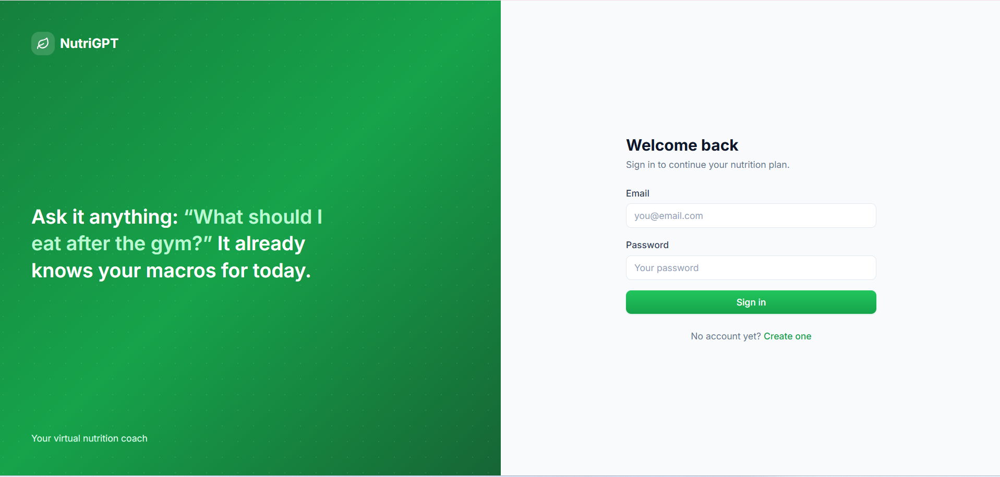 NutriGPT
Ask it anything: “What should I
eat after the gym?” It already
knows your macros for today.
Your virtual nutrition coach
Welcome back
Sign in to continue your nutrition plan.
Email
you@email.com
Password
Your password
Sign in
No account yet? Create one